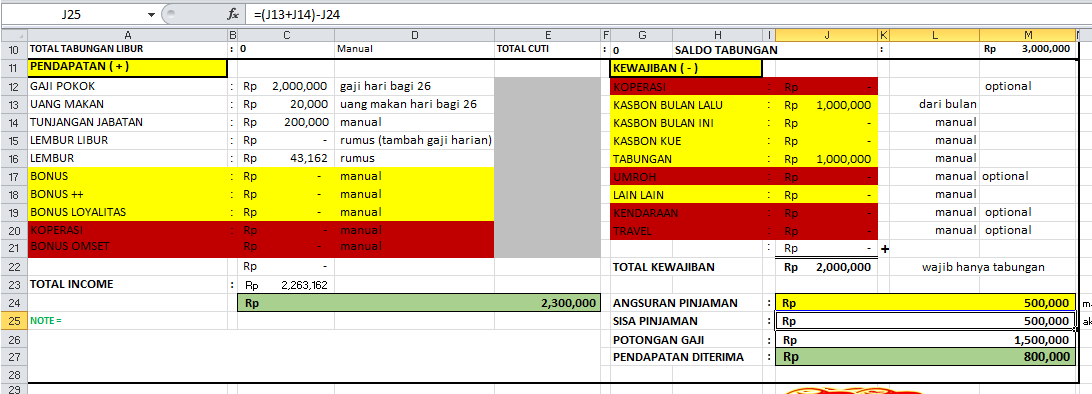 J25 fx =(J13+J14)-J24
A B C D E F G H I J K L M
10 TOTAL TABUNGAN LIBUR : 0 Manual TOTAL CUTI : 0 SALDO TABUNGAN : Rp 3,000,000
11 PENDAPATAN ( + ) KEWAJIBAN ( - )
12 GAJI POKOK : Rp 2,000,000 gaji hari bagi 26 KOPERASI : Rp - optional
13 UANG MAKAN : Rp 20,000 uang makan hari bagi 26 KASBON BULAN LALU : Rp 1,000,000 dari bulan
14 TUNJANGAN JABATAN : Rp 200,000 manual KASBON BULAN INI : Rp - manual
15 LEMBUR LIBUR : Rp - rumus (tambah gaji harian) KASBON KUE : Rp - manual
16 LEMBUR : Rp 43,162 rumus TABUNGAN : Rp 1,000,000 manual
17 BONUS : Rp - manual UMROH : Rp - manual optional
18 BONUS ++ : Rp - manual LAIN LAIN : Rp - manual
19 BONUS LOYALITAS : Rp - manual KENDARAAN : Rp - manual optional
20 KOPERASI : Rp - manual TRAVEL : Rp - manual optional
21 BONUS OMSET : Rp - manual : Rp - +
22 Rp - TOTAL KEWAJIBAN Rp 2,000,000 wajib hanya tabungan
23 TOTAL INCOME : Rp 2,263,162
24 Rp 2,300,000 ANGSURAN PINJAMAN : Rp 500,000
25 NOTE = SISA PINJAMAN : Rp 500,000
26 POTONGAN GAJI : Rp 1,500,000
27 PENDAPATAN DITERIMA : Rp 800,000
28
29